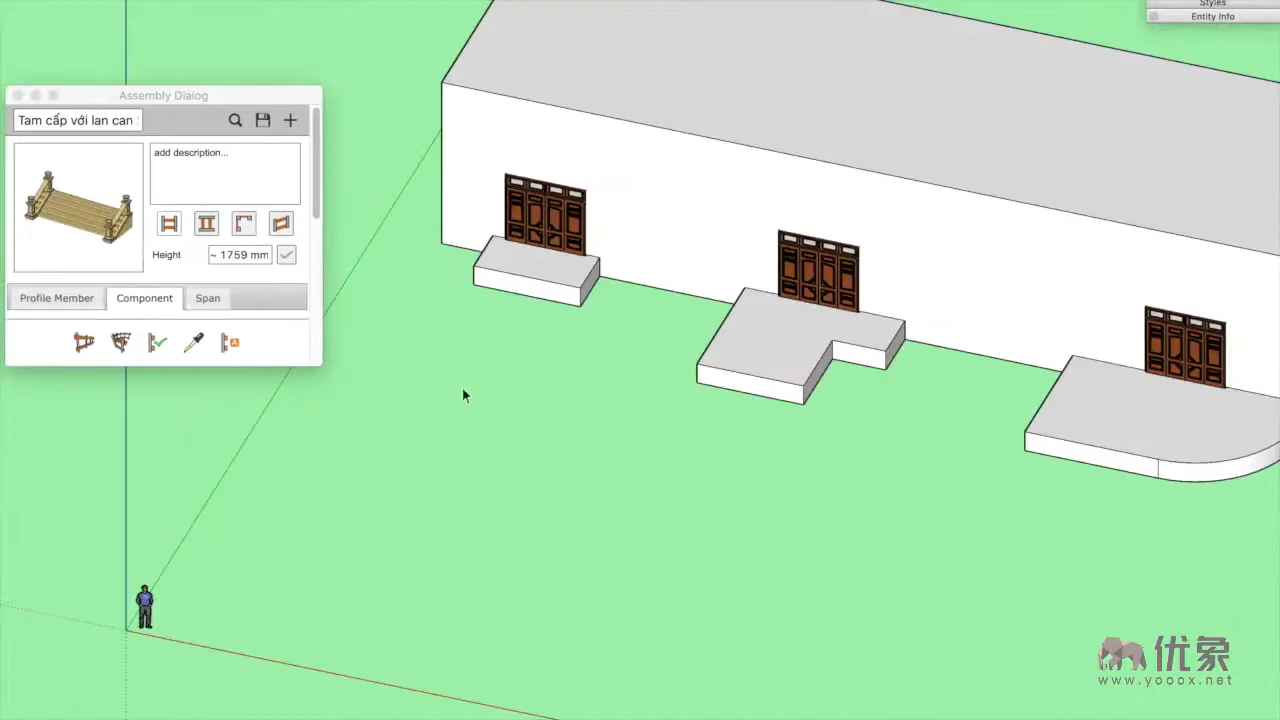 Styles
Entity Info
Assembly Dialog
Tam cấp với lan can
add description...
Height
~ 1759 mm
Profile Member
Component
Span
A
优象
www.yooox.net